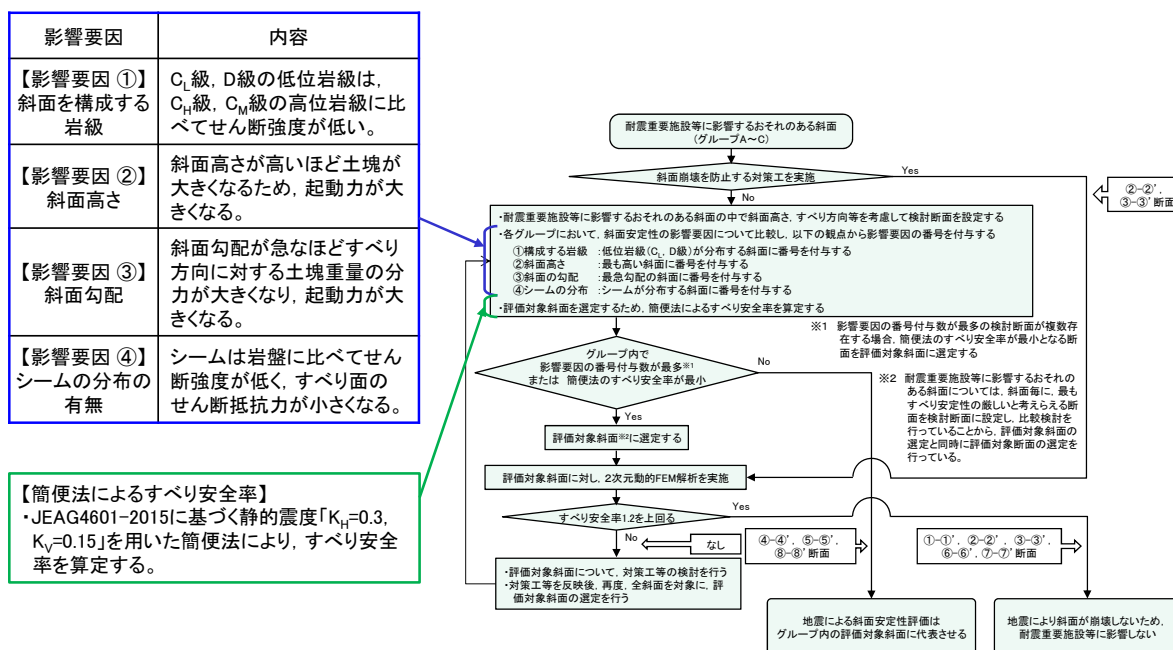 影響要因
内容
【影響要因 ①】
斜面を構成する
岩級
CL級，D級の低位岩級は，
CH級，CM級の高位岩級に比
べてせん断強度が低い。
【影響要因 ②】
斜面高さ
斜面高さが高いほど土塊が
大きくなるため，起動力が大
きくなる。
【影響要因 ③】
斜面勾配
斜面勾配が急なほどすべり
方向に対する土塊重量の分
力が大きくなり，起動力が大
きくなる。
【影響要因 ④】
シームの分布の
有無
シームは岩盤に比べてせん
断強度が低く，すべり面の
せん断抵抗力が小さくなる。
【簡便法によるすべり安全率】
・JEAG4601-2015に基づく静的震度「KH=0.3,
KV=0.15」を用いた簡便法により，すべり安全
率を算定する。
耐震重要施設等に影響するおそれのある斜面
(グループA～C)
斜面崩壊を防止する対策工を実施
Yes
No
②-②’，
③-③’断面
・耐震重要施設等に影響するおそれのある斜面の中で斜面高さ，すべり方向等を考慮して検討断面を設定する
・各グループにおいて，斜面安定性の影響要因について比較し，以下の観点から影響要因の番号を付与する
①構成する岩級 ：低位岩級(CL, D級)が分布する斜面に番号を付与する
②斜面高さ ：最も高い斜面に番号を付与する
③斜面の勾配 ：最急勾配の斜面に番号を付与する
④シームの分布 ：シームが分布する斜面に番号を付与する
・評価対象斜面を選定するため，簡便法によるすべり安全率を算定する
※1 影響要因の番号付与数が最多の検討断面が複数存
在する場合，簡便法のすべり安全率が最小となる断
面を評価対象斜面に選定する
グループ内で
影響要因の番号付与数が最多※1
または 簡便法のすべり安全率が最小
No
Yes
※2 耐震重要施設等に影響するおそれの
ある斜面については，斜面毎に，最も
すべり安定性の厳しいと考えらえる断
面を検討断面に設定し，比較検討を
行っていることから，評価対象斜面の
選定と同時に評価対象断面の選定を
行っている。
評価対象斜面※2に選定する
評価対象斜面に対し，2次元動的FEM解析を実施
すべり安全率1.2を上回る
Yes
No
なし
④-④’，⑤-⑤’，
⑧-⑧’断面
①-①’，②-②’，③-③’，
⑥-⑥’，⑦-⑦’断面
・評価対象斜面について，対策工等の検討を行う
・対策工等を反映後，再度，全斜面を対象に，評
価対象斜面の選定を行う
地震による斜面安定性評価は
グループ内の評価対象斜面に代表させる
地震により斜面が崩壊しないため，
耐震重要施設等に影響しない